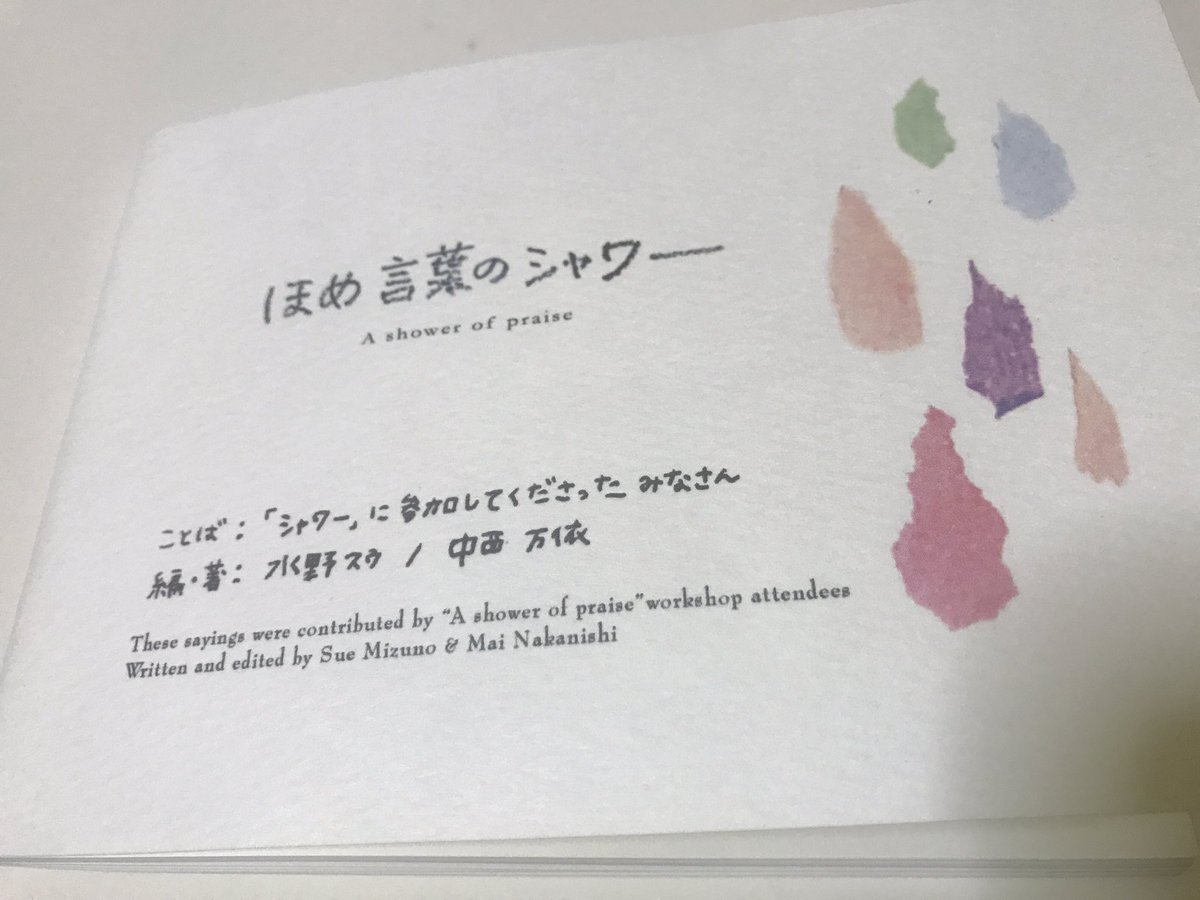 ほめ言葉のシャワー
A shower of praise
ことば:「シャワー」に参加してくださった みなさん
編・著: 水野スウ / 中西 万依
These sayings were contributed by “A shower of praise” workshop attendees
Written and edited by Sue Mizuno & Mai Nakanishi